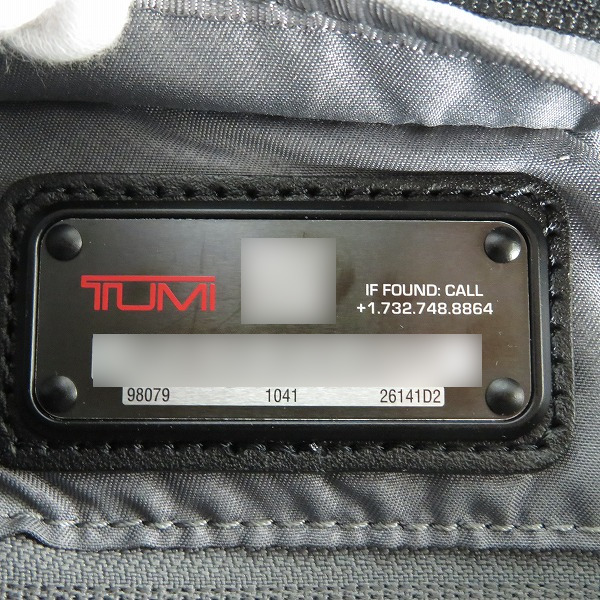 TUMI
IF FOUND: CALL
+1.732.748.8864
98079 1041 26141D2